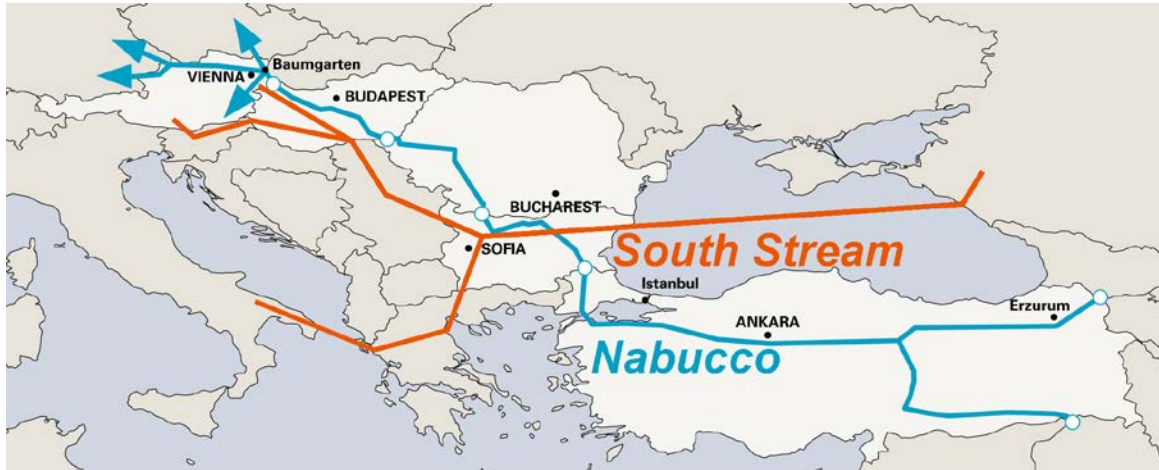 Baumgarten
VIENNA
BUDAPEST
BUCHAREST
SOFIA
South Stream
Istanbul
Erzurum
ANKARA
Nabucco